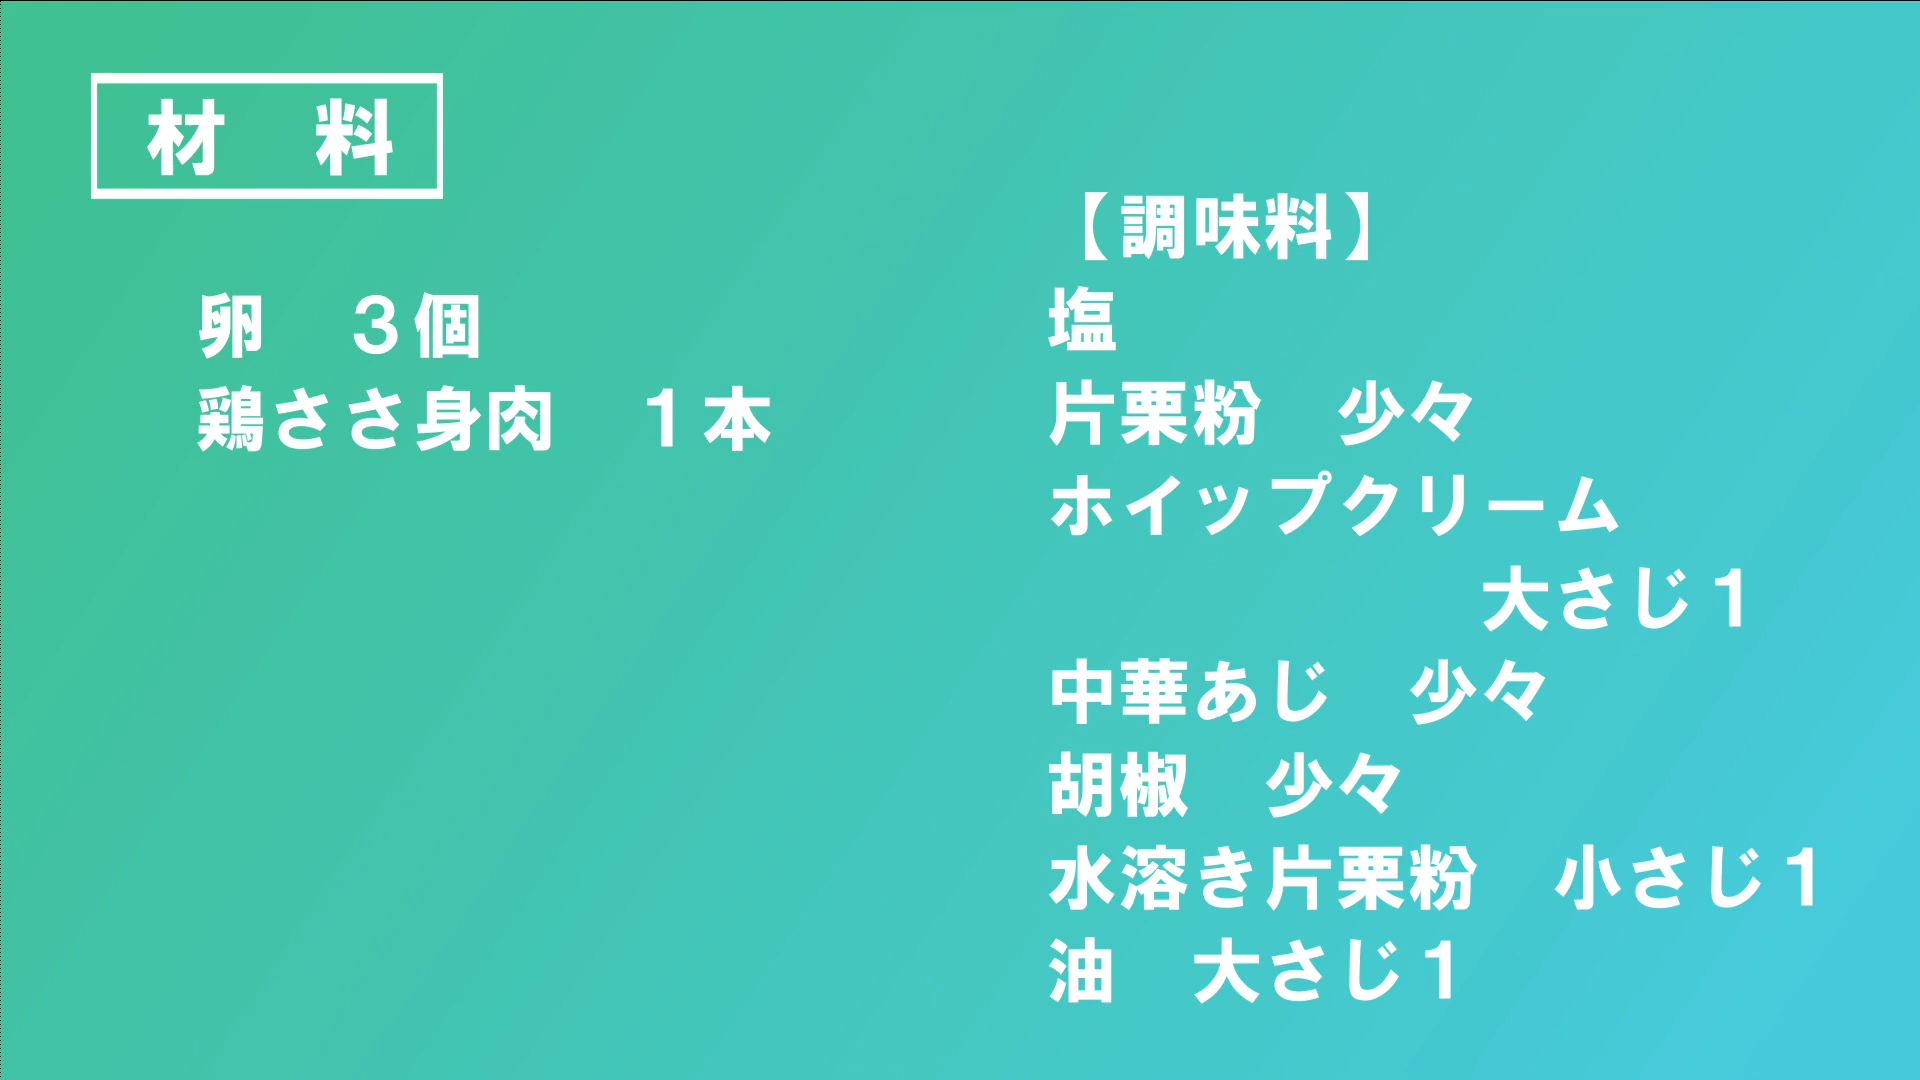 材　料
卵　３個
鶏ささ身肉　１本
【調味料】
塩
片栗粉　少々
ホイップクリーム
大さじ１
中華あじ　少々
胡椒　少々
水溶き片栗粉　小さじ１
油　大さじ１